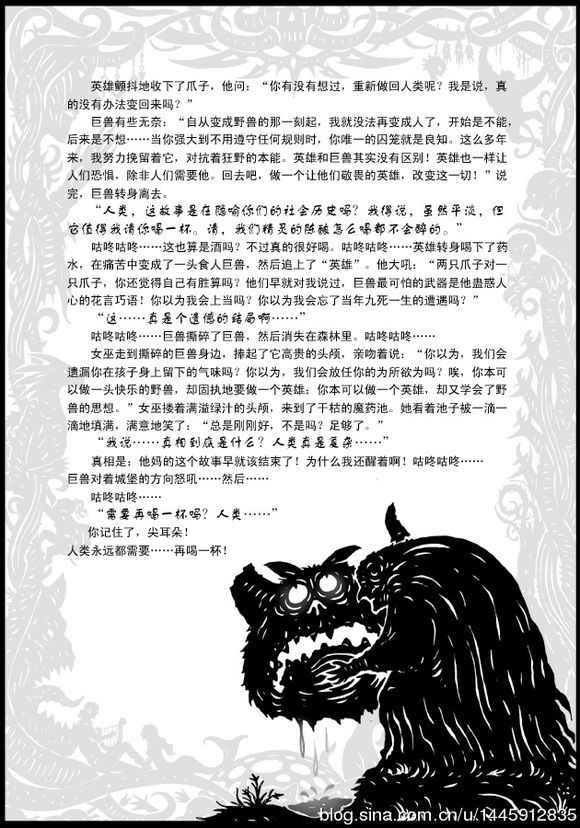 英雄颤抖地收下了爪子，他问：“你有没有想过，重新做回人类呢？我是说，真
的没有办法变回来吗？”
巨兽有些无奈：“自从变成野兽的那一刻起，我就没法再变成人了，开始是不能，
后来是不想……当你强大到不用遵守任何规则时，你唯一的囚笼就是良知。这么多年
来，我努力挽留着它，对抗着狂野的本能。英雄和巨兽其实没有区别！英雄也一样让
人们恐惧，除非人们需要他。回去吧，做一个让他们敬畏的英雄，改变这一切！”说
完，巨兽转身离去。
“人类，这故事是在隐喻你们的社会历史吗？我得说，虽然平淡，但
它值得我请你喝一杯。请，我们精灵的陈酿怎么喝都不会醉的。”
咕咚咕咚……这也算是酒吗？不过真的很好喝。咕咚咕咚……英雄转身喝下了药
水，在痛苦中变成了一头食人巨兽，然后追上了“英雄”。他大吼：“两只爪子对一
只爪子，你还觉得自己有胜算吗？他们早就对我说过，巨兽最可怕的武器是他蛊惑人
心的花言巧语！你以为我会上当吗？你以为我会忘了当年九死一生的遭遇吗？”
“这……真是个遗憾的结局啊……”
咕咚咕咚……巨兽撕碎了巨兽，然后消失在森林里。咕咚咕咚……
女巫走到撕碎的巨兽身边，捧起了它高贵的头颅，亲吻着说：“你以为，我们会
遗漏你在孩子身上留下的气味吗？你以为，我们会放任你的为所欲为吗？唉，你本可
以做一头快乐的野兽，却固执地要做一个英雄；你本可以做一个英雄，却又学会了野
兽的思想。”女巫搂着满溢绿汁的头颅，来到了干枯的魔药池。她看着池子被一滴一
滴地填满，满意地笑了：“总是刚刚好，不是吗？足够了。”
“我说……真相到底是什么？人类真是复杂……”
真相是：他妈的这个故事早就该结束了！为什么我还醒着啊！咕咚咕咚……
巨兽对着城堡的方向怒吼……然后……
咕咚咕咚……
“需要再喝一杯吗？人类……”
你记住了，尖耳朵！
人类永远都需要……再喝一杯！
blog.sina.com.cn/u/1445912835